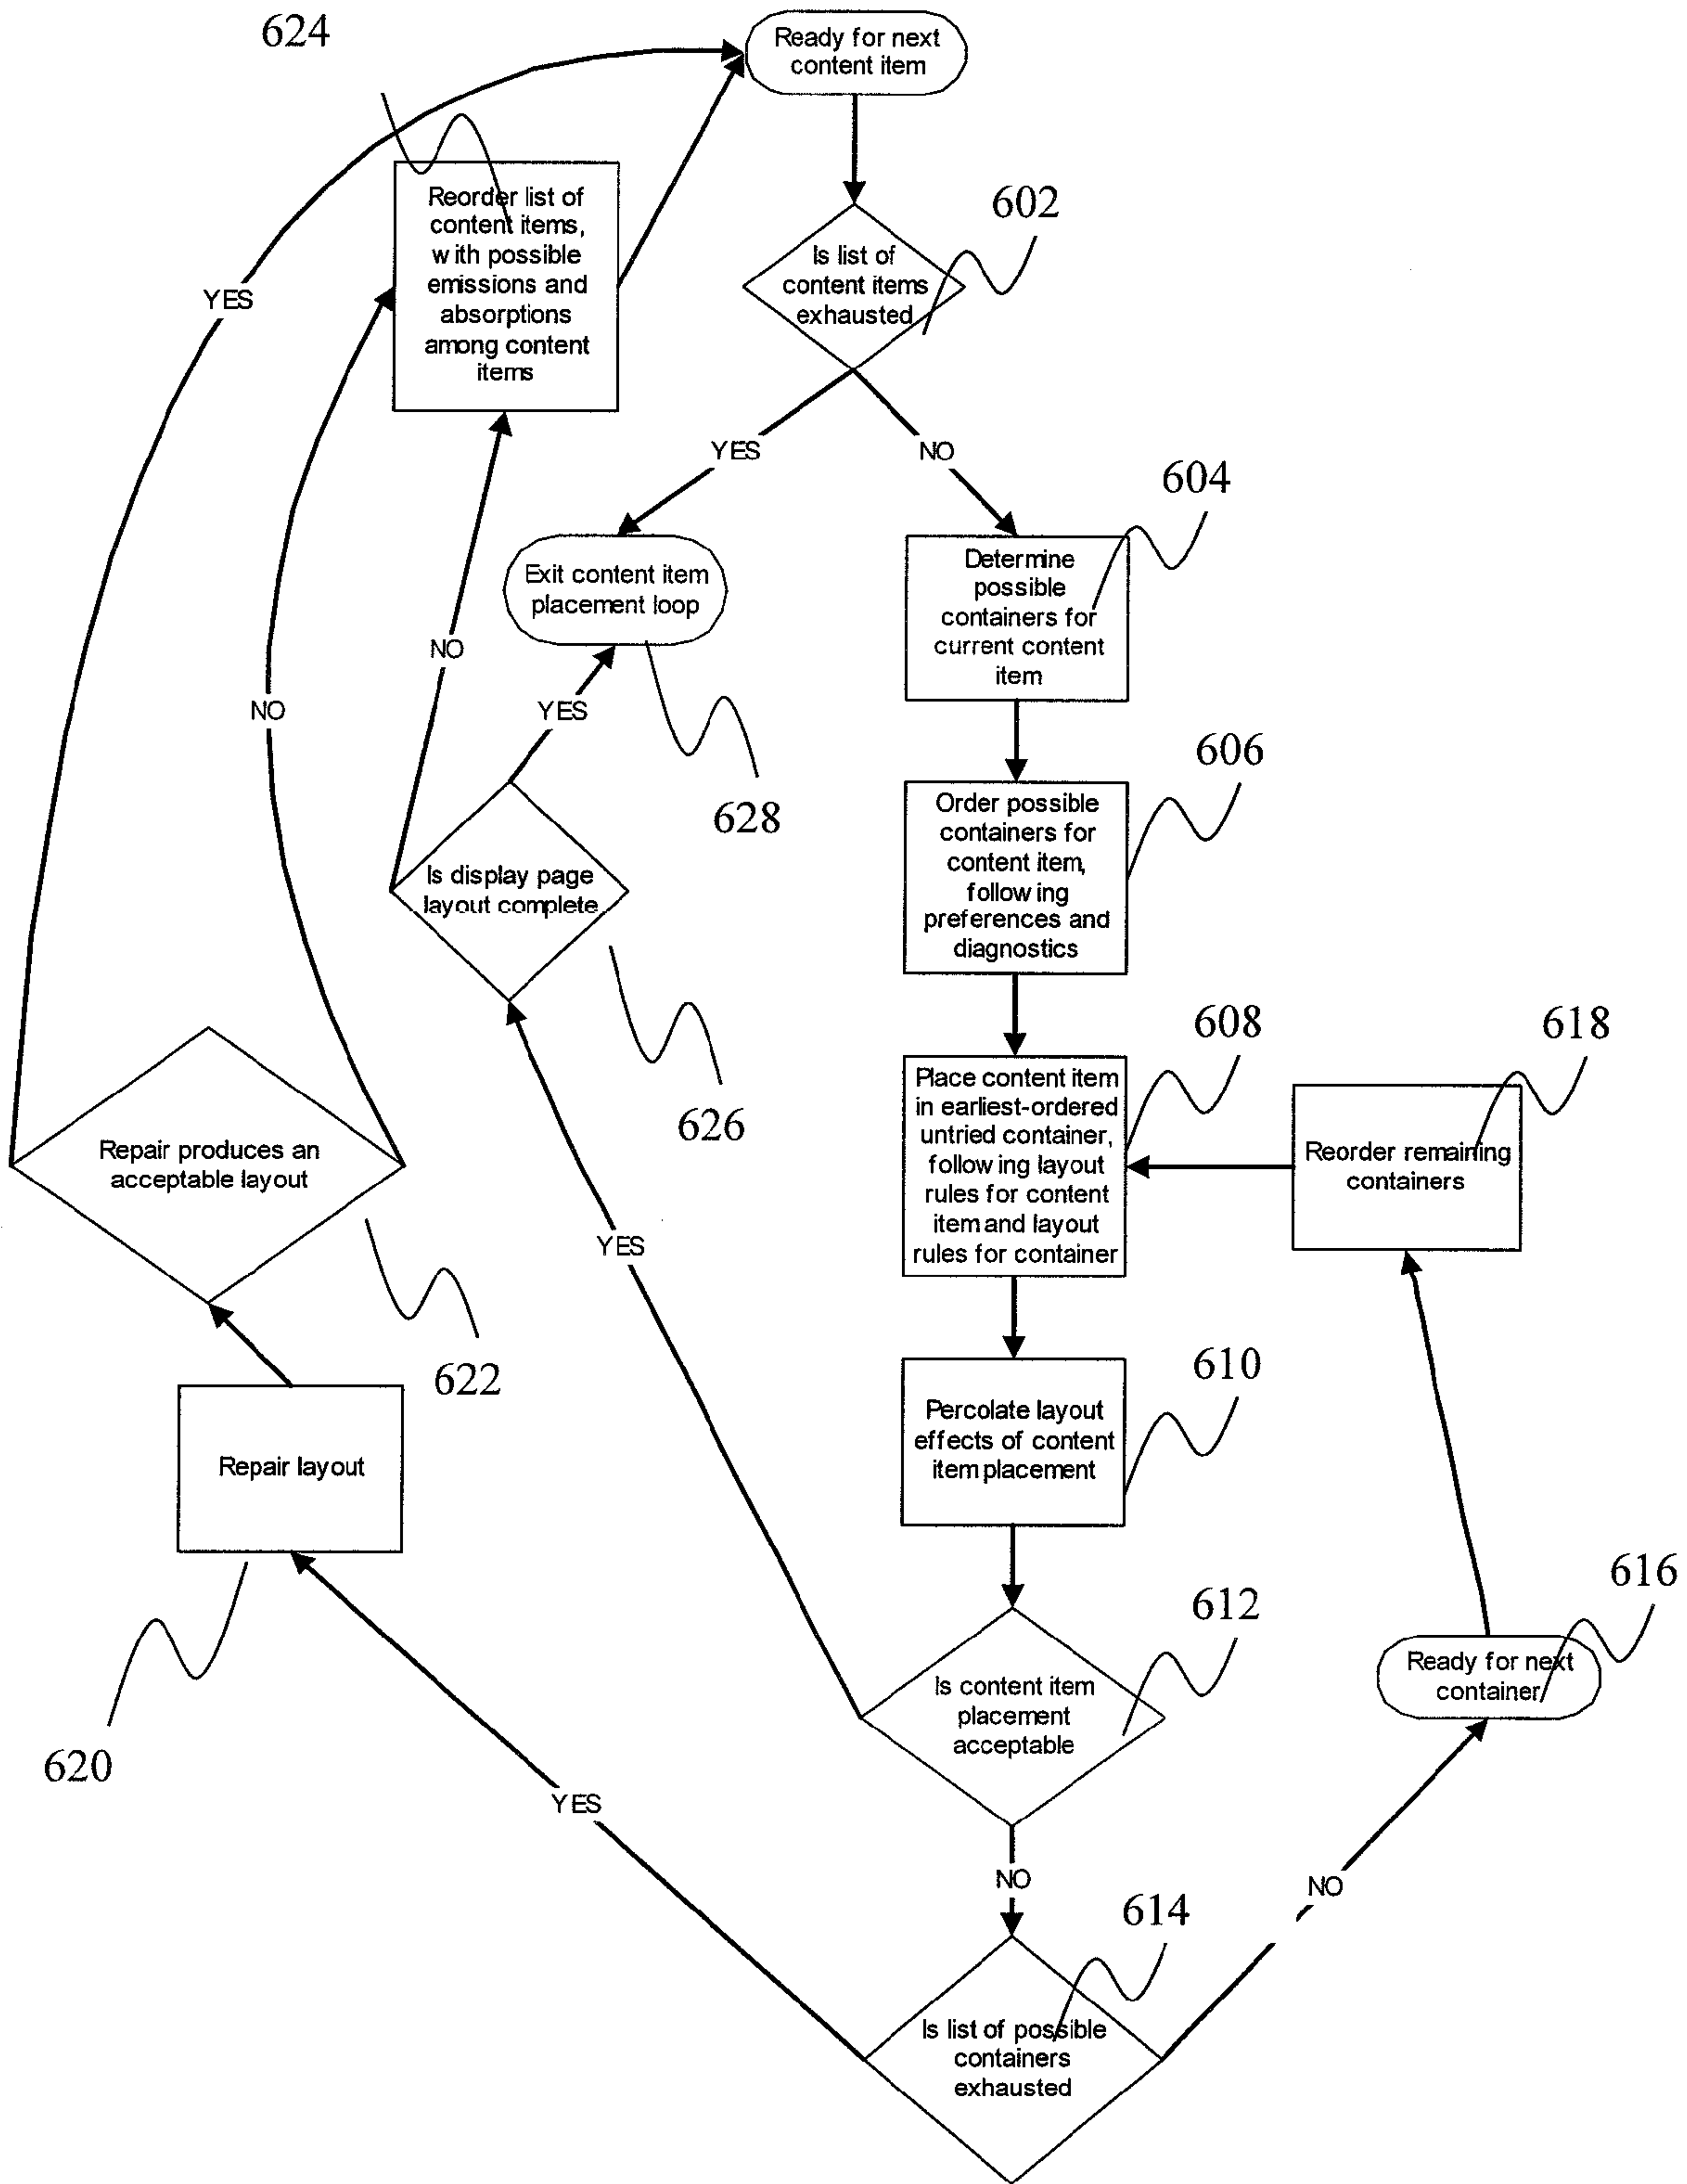 624
Ready for next
content item
602
Is list of
content items
exhausted
Reorder list of
content items,
with possible
emissions and
absorptions
among content
items
YES
YES
NO
604
Determine
possible
containers for
current content
item
Exit content item
placement loop
NO
NO
YES
628
606
Order possible
containers for
content item,
following
preferences and
diagnostics
Is display page
layout complete
626
608
Place content item
in earliest-ordered
untried container,
following layout
rules for content
item and layout
rules for container
618
Reorder remaining
containers
Repair produces an
acceptable layout
622
YES
610
Percolate layout
effects of content
item placement
Repair layout
620
612
Is content item
placement
acceptable
616
Ready for next
container
YES
NO
NO
614
Is list of possible
containers
exhausted